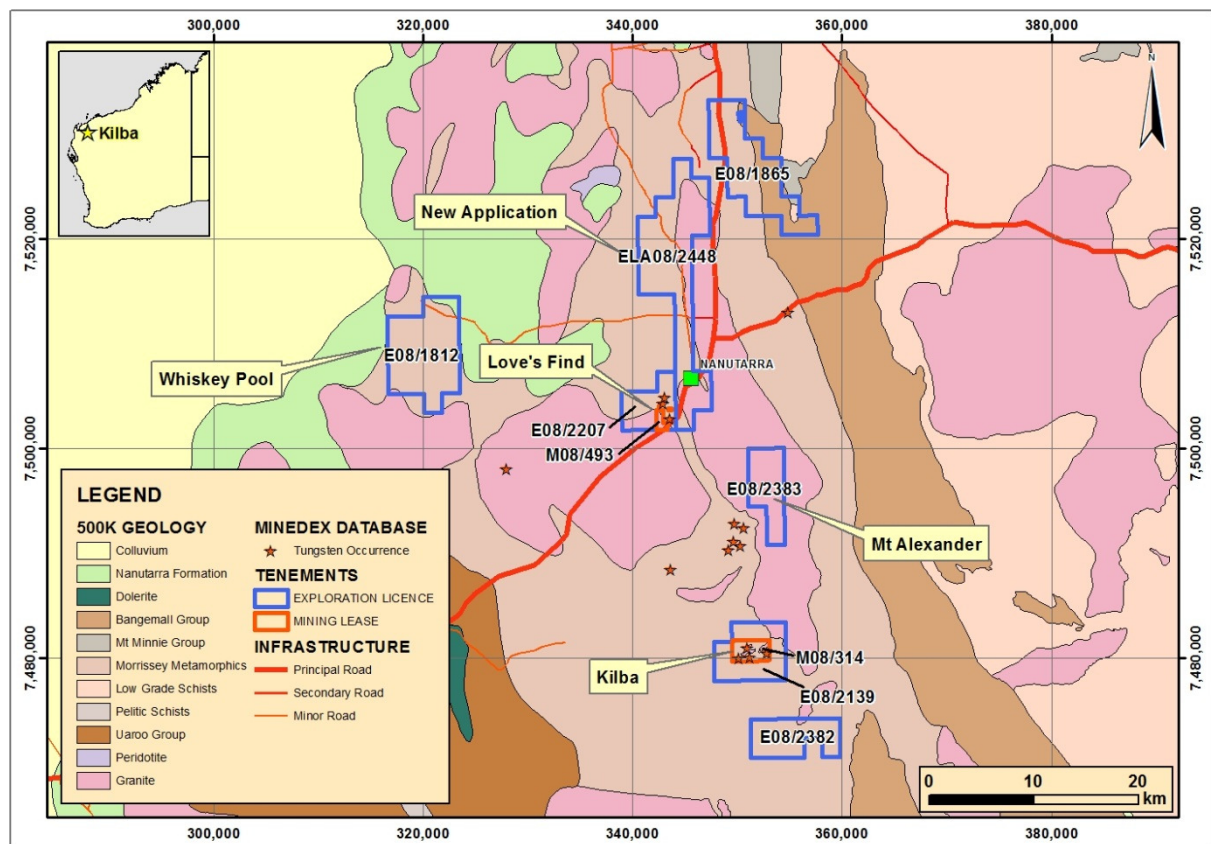 300,000
320,000
340,000
360,000
380,000
Kilba
N
E08/1865
New Application
7,520,000
ELA08/2448
7,520,000
E08/1812
Love's Find
NANUTARRA
Whiskey Pool
E08/2207
M08/493
7,500,000
7,500,000
E08/2383
Mt Alexander
LEGEND
500K GEOLOGY
Colluvium
Nanutarra Formation
Dolerite
Bangemall Group
Mt Minnie Group
Morrissey Metamorphics
Low Grade Schists
Pelitic Schists
Uaroo Group
Peridotite
Granite
MINEDEX DATABASE
Tungsten Occurrence
TENEMENTS
EXPLORATION LICENCE
MINING LEASE
INFRASTRUCTURE
Principal Road
Secondary Road
Minor Road
M08/314
7,480,000
7,480,000
Kilba
E08/2139
E08/2382
0 10 20
km
300,000
320,000
340,000
360,000
380,000